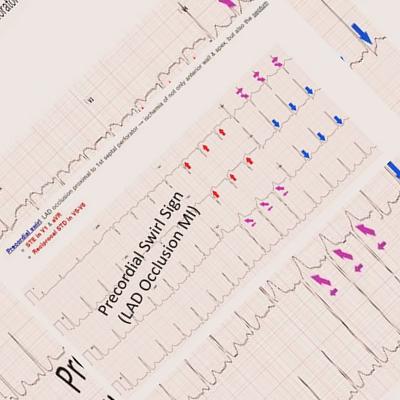 Precordial swirl: LAD occlusion proximal to 1st septal perforator — ischemia of not only anterior wall & apex, but also the septum
STE in V1 & aVR
Reciprocal STD in V5-V6
V1
Precordial Swirl Sign
(LAD Occlusion MI)